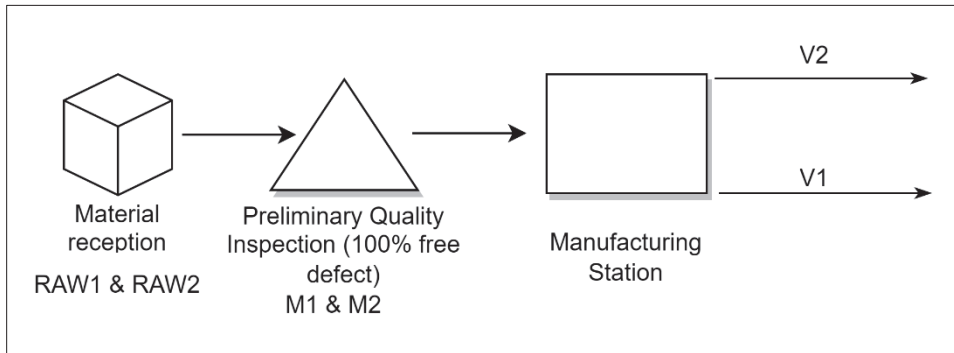 Material
reception
RAW1 & RAW2
Preliminary Quality
Inspection (100% free
defect)
M1 & M2
Manufacturing
Station
V2
V1